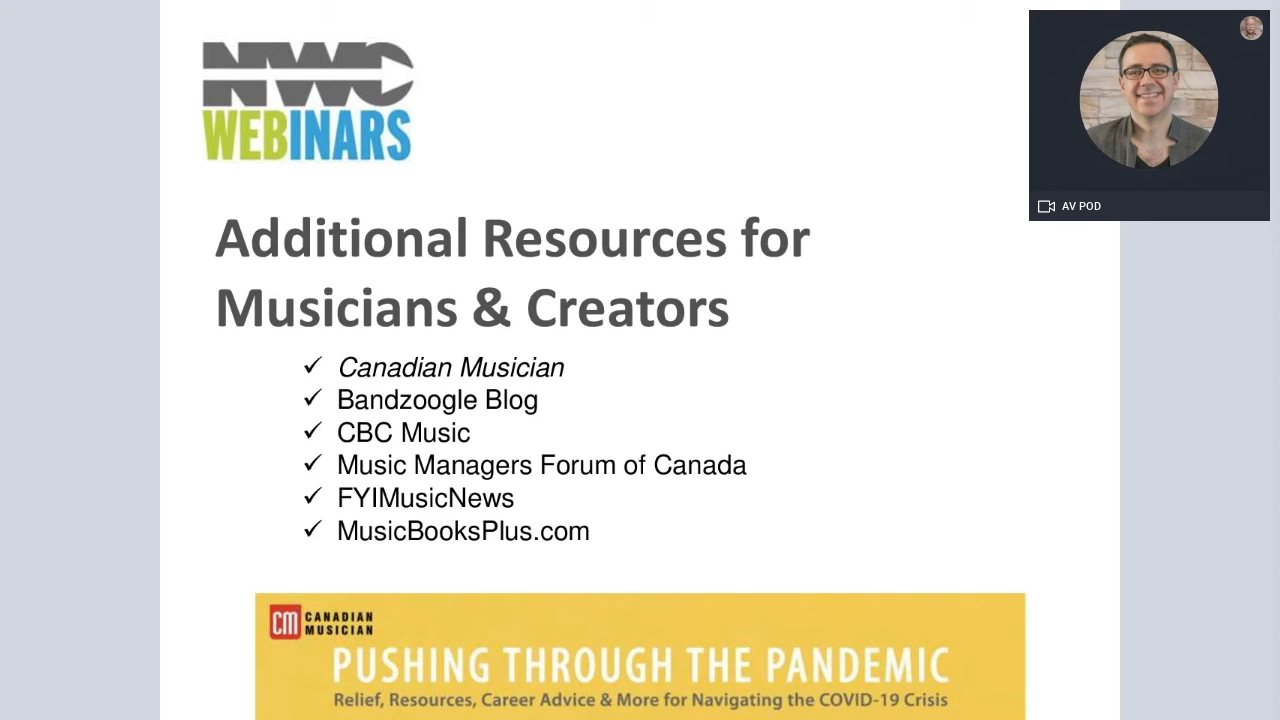 NWC
WEBINARS
AV POD
Additional Resources for
Musicians & Creators
✓ Canadian Musician
✓ Bandzoogle Blog
✓ CBC Music
✓ Music Managers Forum of Canada
✓ FYIMusicNews
✓ MusicBooksPlus.com
CM CANADIAN
MUSICIAN
PUSHING THROUGH THE PANDEMIC
Relief, Resources, Career Advice & More for Navigating the COVID-19 Crisis